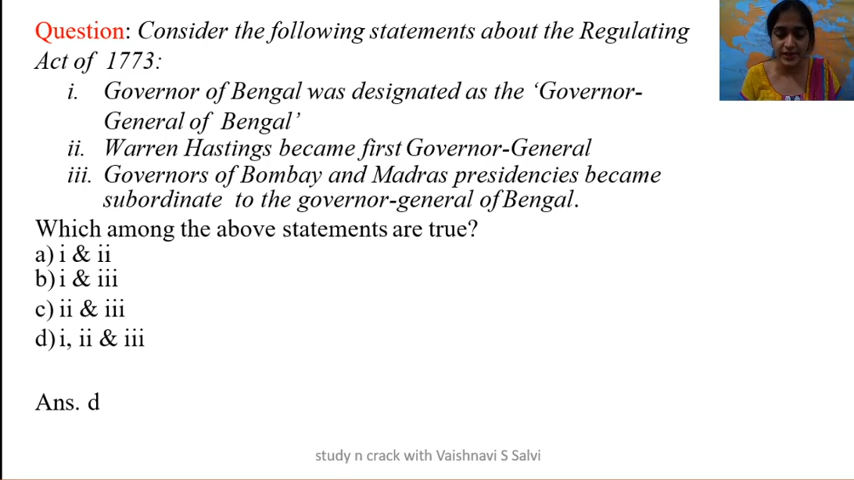 Question: Consider the following statements about the Regulating
Act of 1773:
i. Governor of Bengal was designated as the ‘Governor-
General of Bengal’
ii. Warren Hastings became first Governor-General
iii. Governors of Bombay and Madras presidencies became
subordinate to the governor-general of Bengal.
Which among the above statements are true?
a) i & ii
b) i & iii
c) ii & iii
d) i, ii & iii
Ans. d
study n crack with Vaishnavi S Salvi